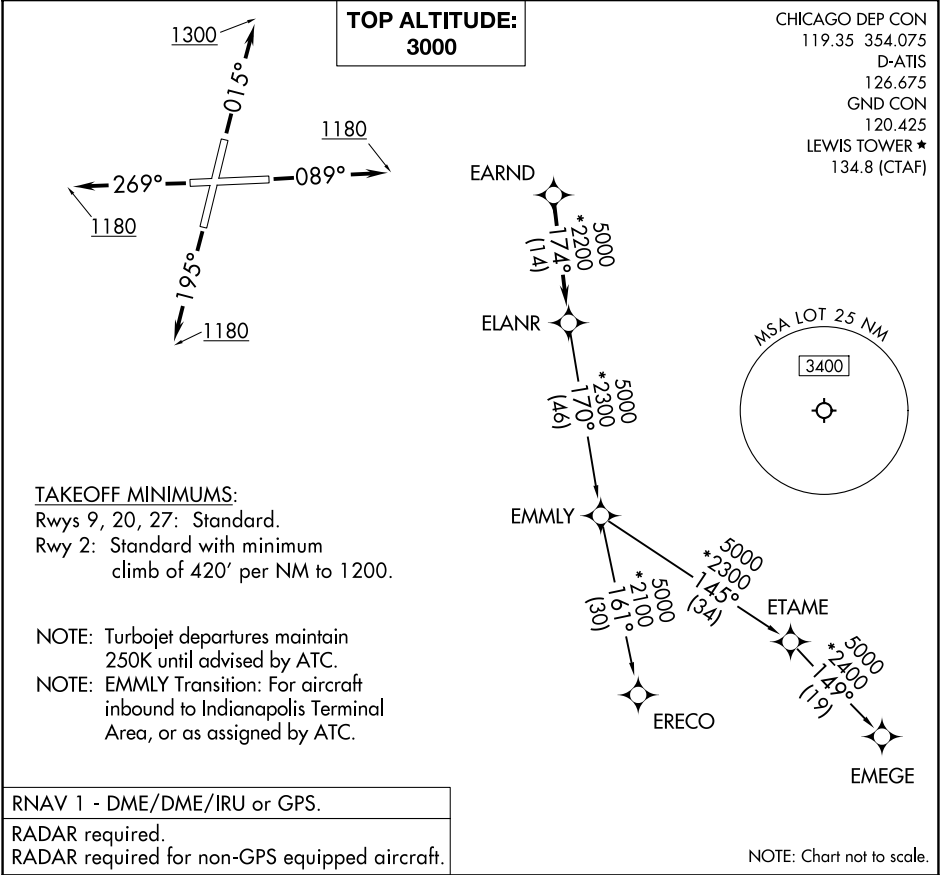 TOP ALTITUDE:
3000
CHICAGO DEP CON
119.35 354.075
D-ATIS
126.675
GND CON
120.425
LEWIS TOWER ★
134.8 (CTAF)
1300
015°
1180
089°
269°
1180
195°
1180
EARND
5000
*2200
174°
(14)
ELANR
5000
*2300
170°
(46)
MSA LOT 25 NM
3400
EMMLY
5000
*2300
145°
(34)
5000
*2100
161°
(30)
ETAME
5000
*2400
149°
(19)
ERECO
EMEGE
TAKEOFF MINIMUMS:
Rwys 9, 20, 27: Standard.
Rwy 2: Standard with minimum
climb of 420' per NM to 1200.
NOTE: Turbojet departures maintain
250K until advised by ATC.
NOTE: EMMLY Transition: For aircraft
inbound to Indianapolis Terminal
Area, or as assigned by ATC.
RNAV 1 - DME/DME/IRU or GPS.
RADAR required.
RADAR required for non-GPS equipped aircraft.
NOTE: Chart not to scale.